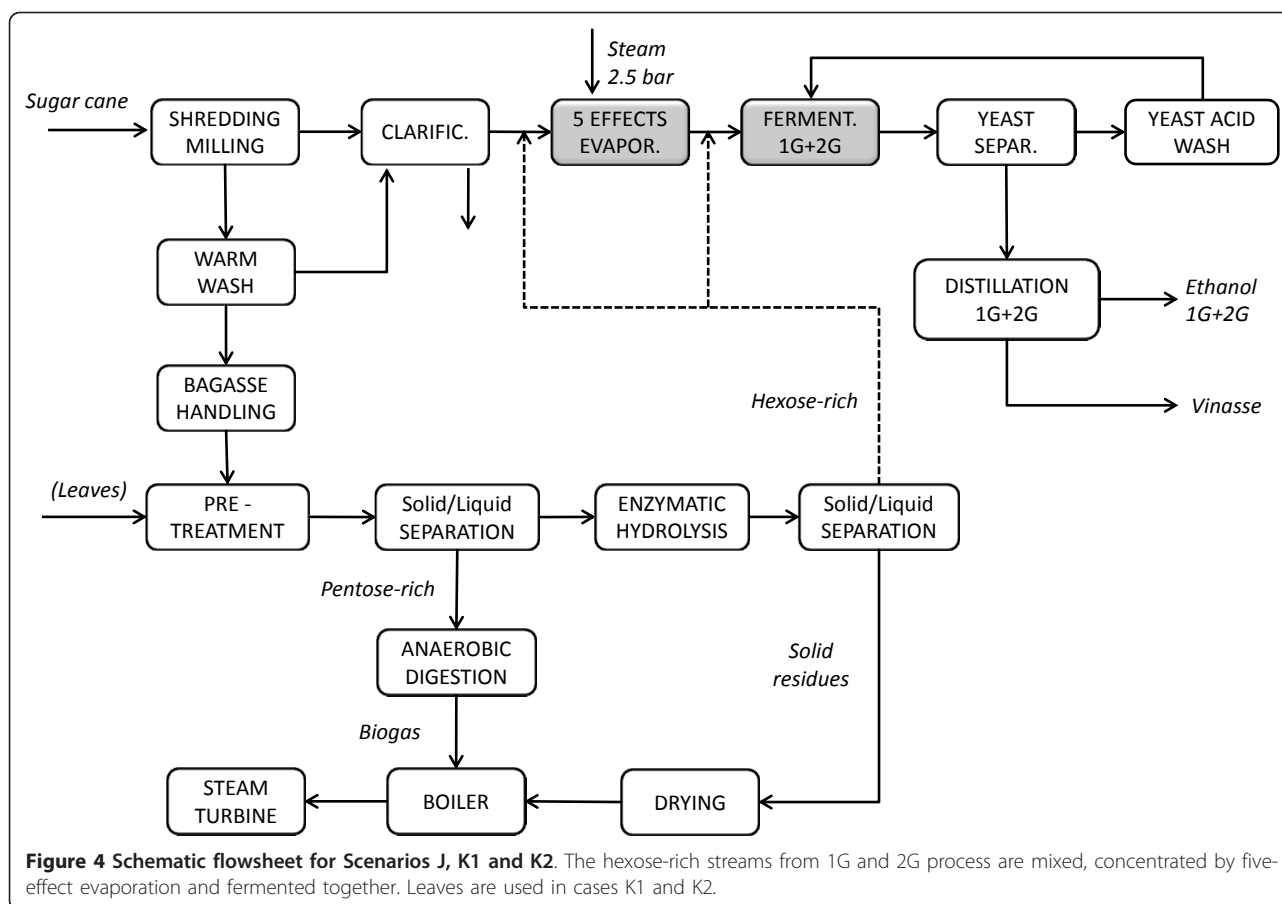 Steam
2.5 bar
Sugar cane
SHREDDING
MILLING
CLARIFIC.
5 EFFECTS
EVAPOR.
FERMENT.
1G+2G
YEAST
SEPAR.
YEAST ACID
WASH
WARM
WASH
DISTILLATION
1G+2G
Ethanol
1G+2G
BAGASSE
HANDLING
Hexose-rich
Vinasse
(Leaves)
PRE -
TREATMENT
Solid/Liquid
SEPARATION
ENZYMATIC
HYDROLYSIS
Solid/Liquid
SEPARATION
Pentose-rich
ANAEROBIC
DIGESTION
Solid
residues
Biogas
STEAM
TURBINE
BOILER
DRYING
Figure 4 Schematic flowsheet for Scenarios J, K1 and K2. The hexose-rich streams from 1G and 2G process are mixed, concentrated by five-
effect evaporation and fermented together. Leaves are used in cases K1 and K2.